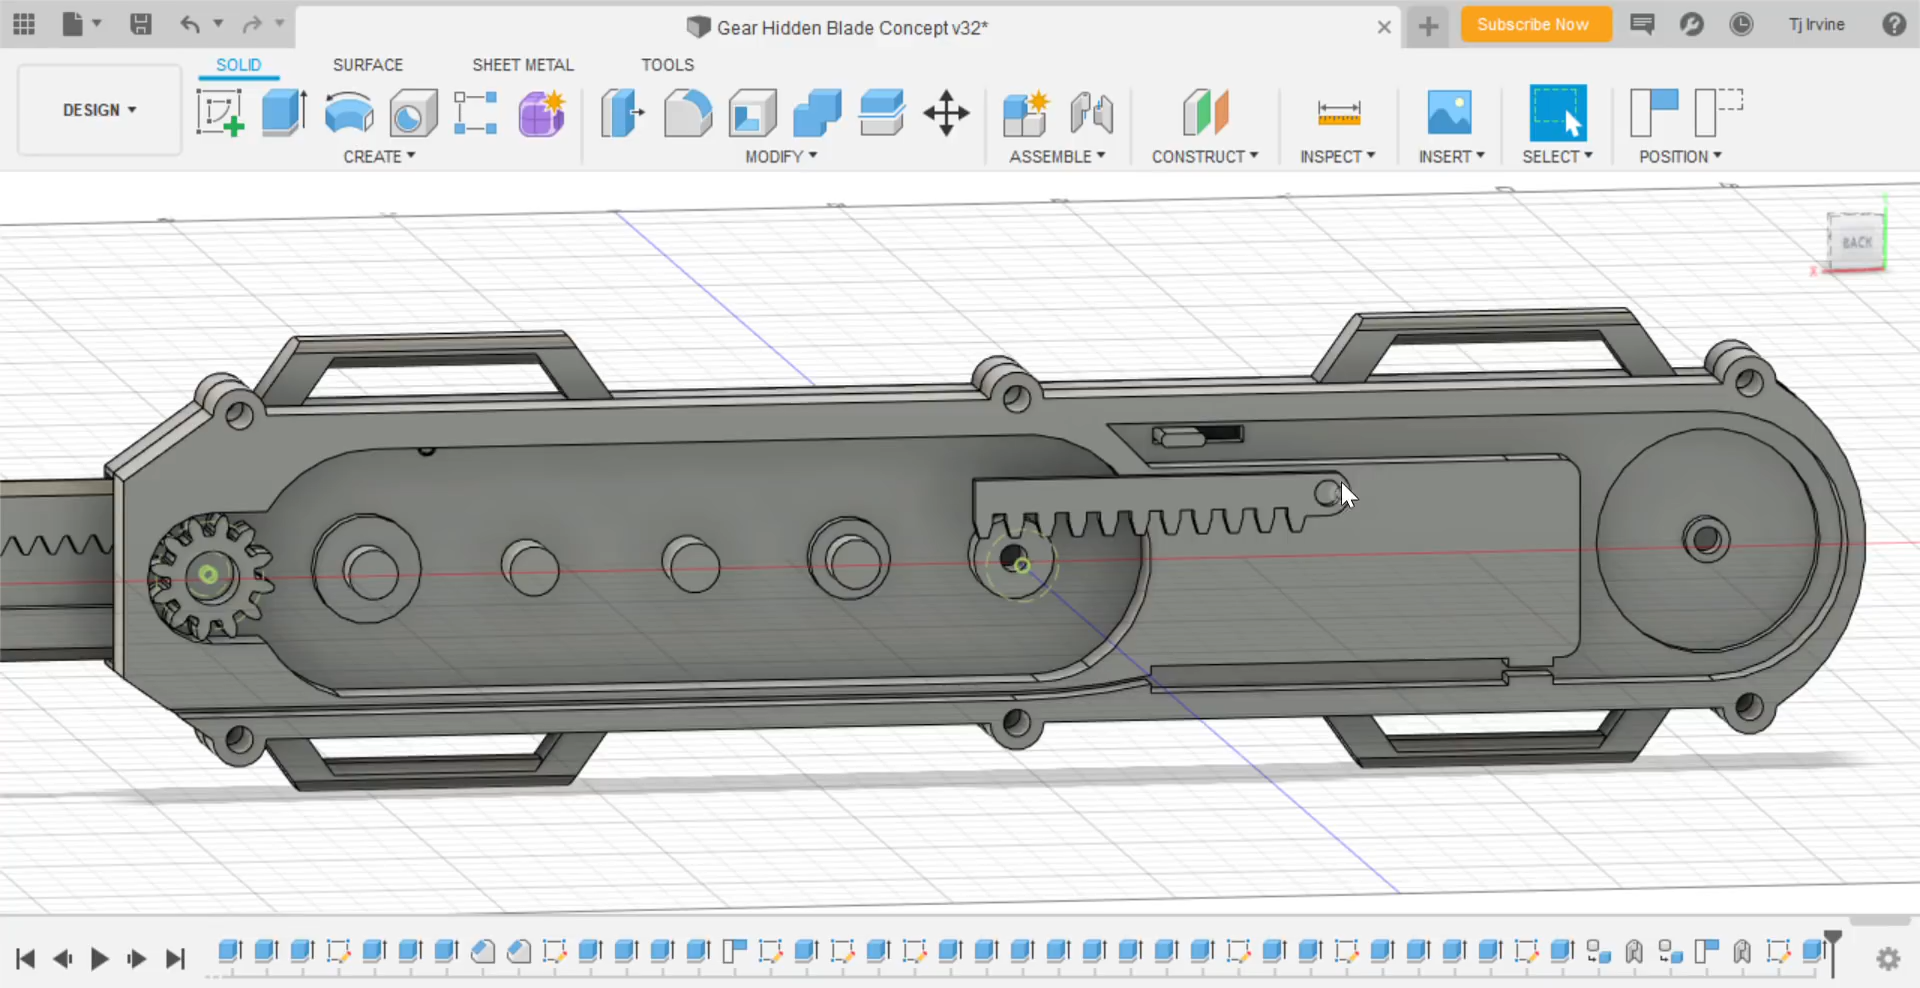 Gear Hidden Blade Concept v32*
Subscribe Now
Tj Irvine
SOLID
SURFACE
SHEET METAL
TOOLS
DESIGN
CREATE
MODIFY
ASSEMBLE
CONSTRUCT
INSPECT
INSERT
SELECT
POSITION
BACK
X